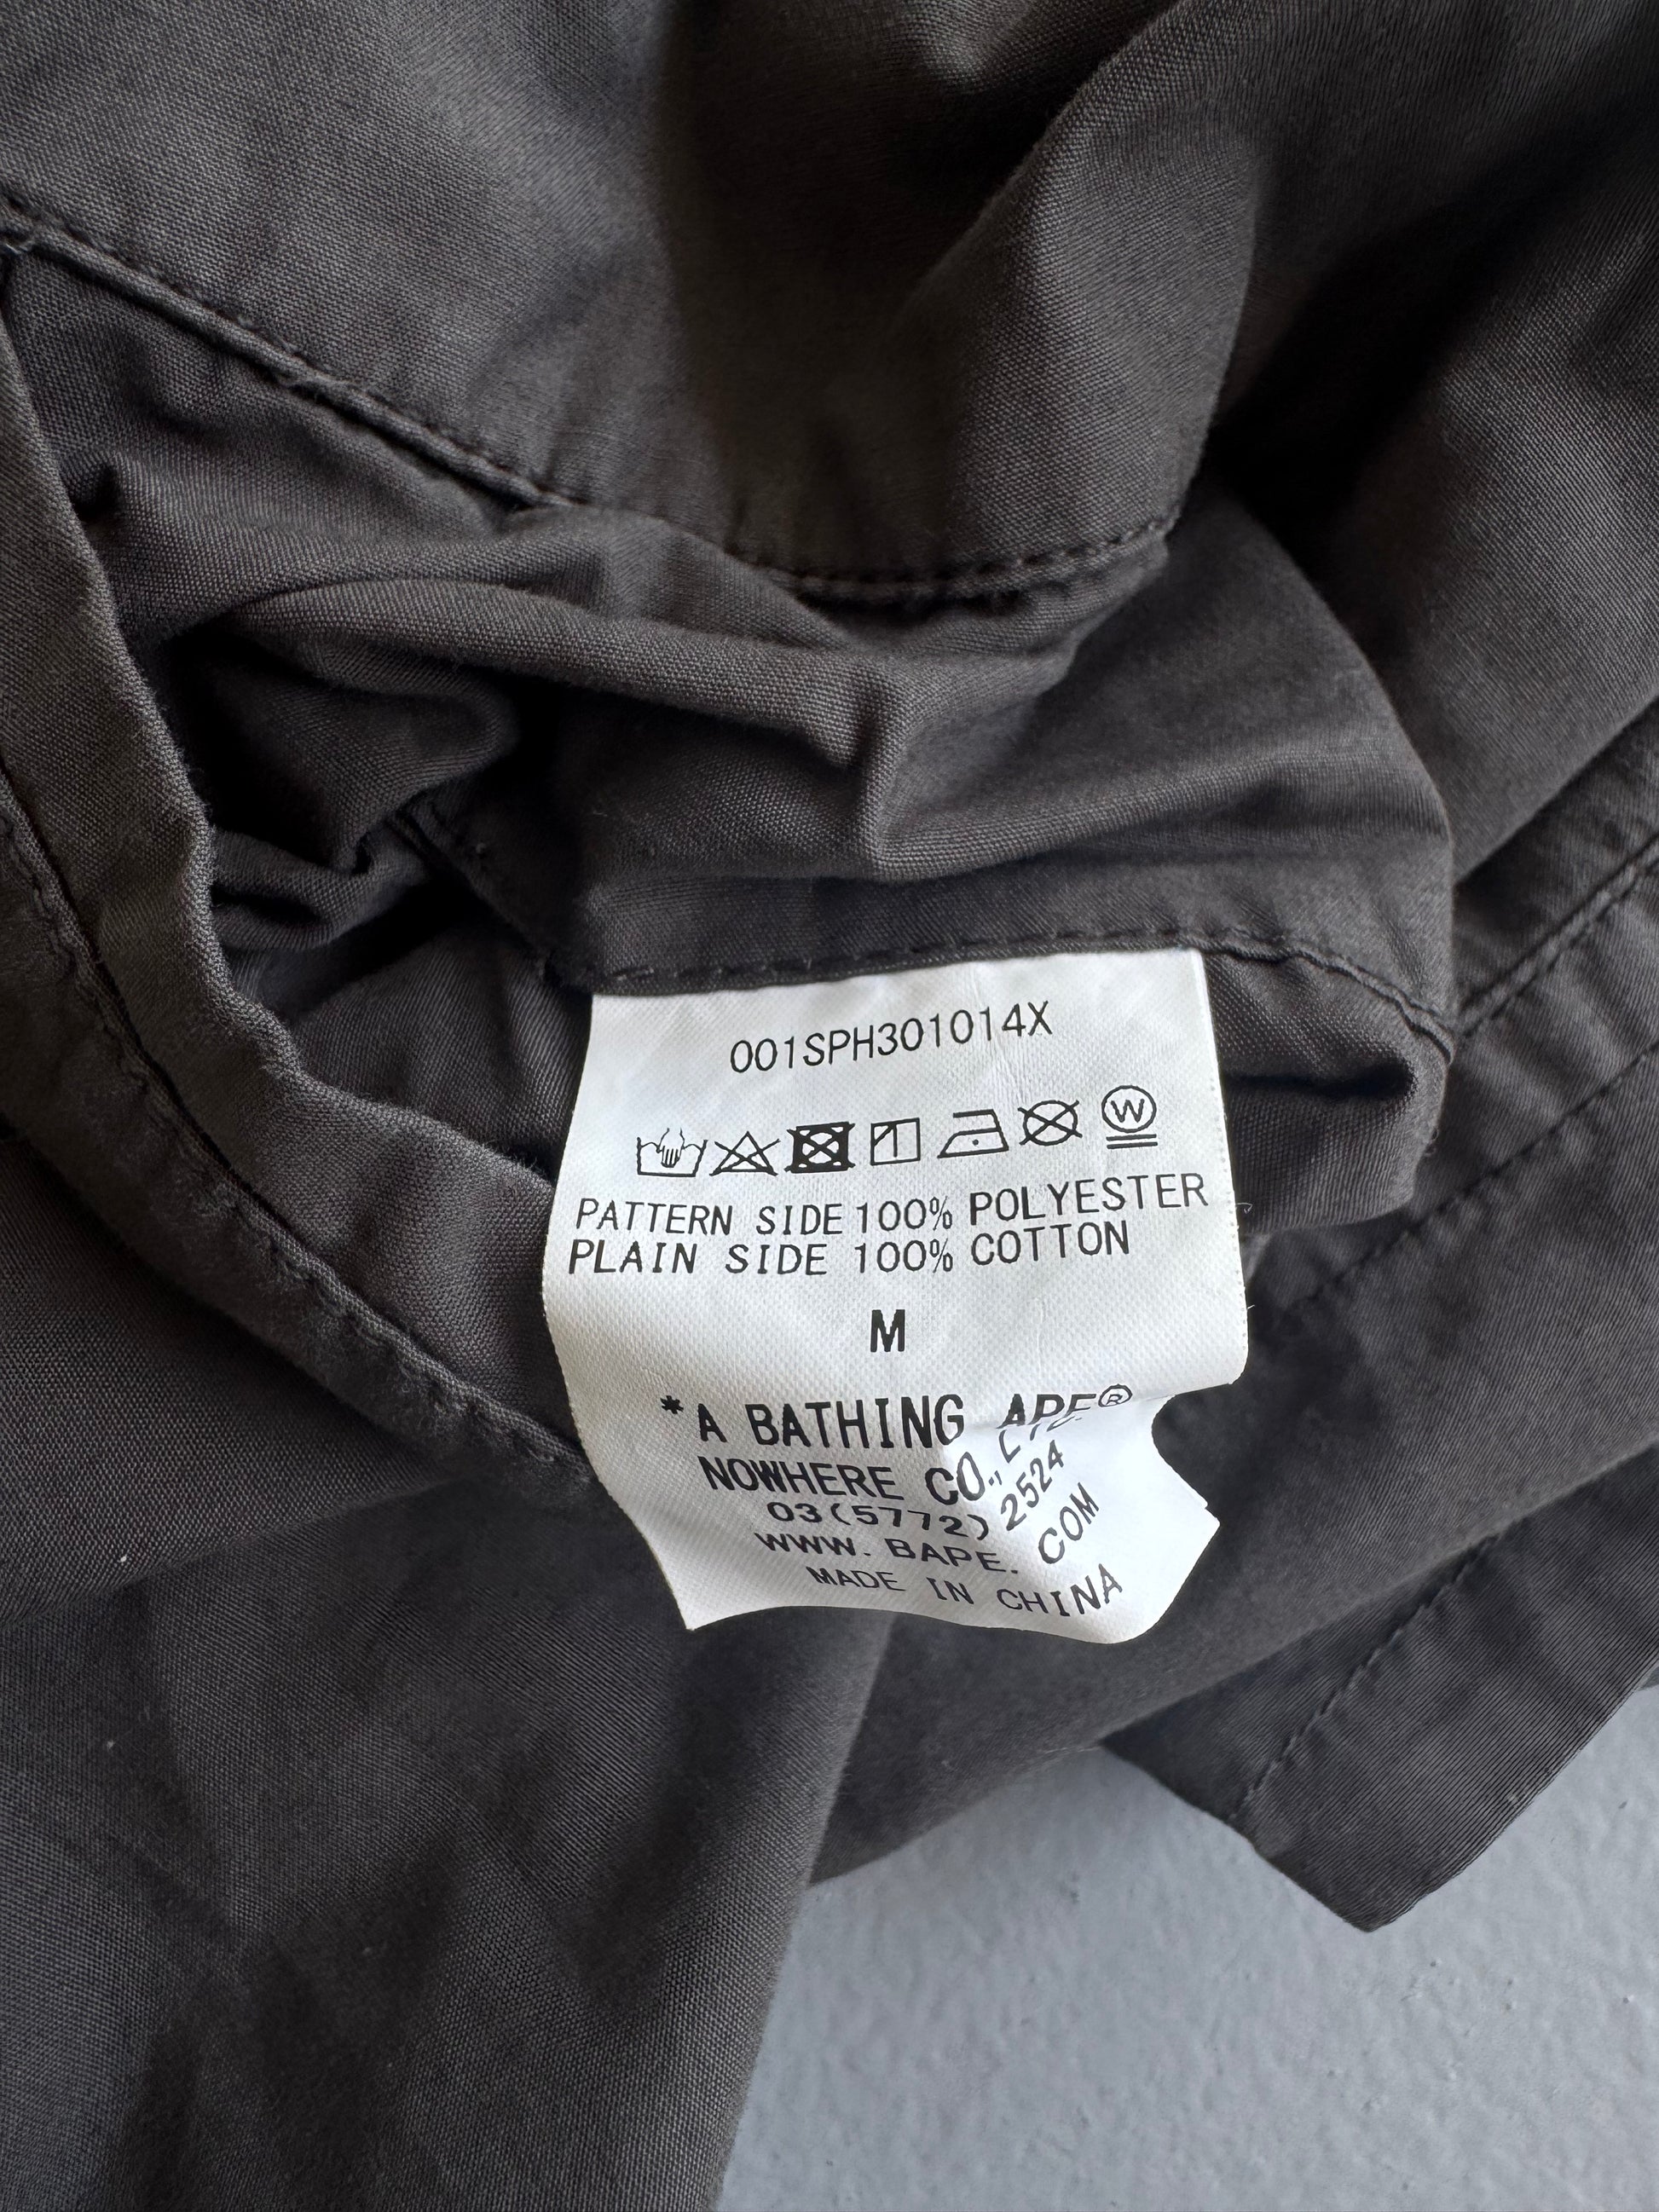 001SPH301014X
W
PATTERN SIDE 100% POLYESTER
PLAIN SIDE 100% COTTON
M
*A BATHING APE®
NOWHERE CO., LTD.
03(5772)2524
WWW.BAPE.COM
MADE IN CHINA